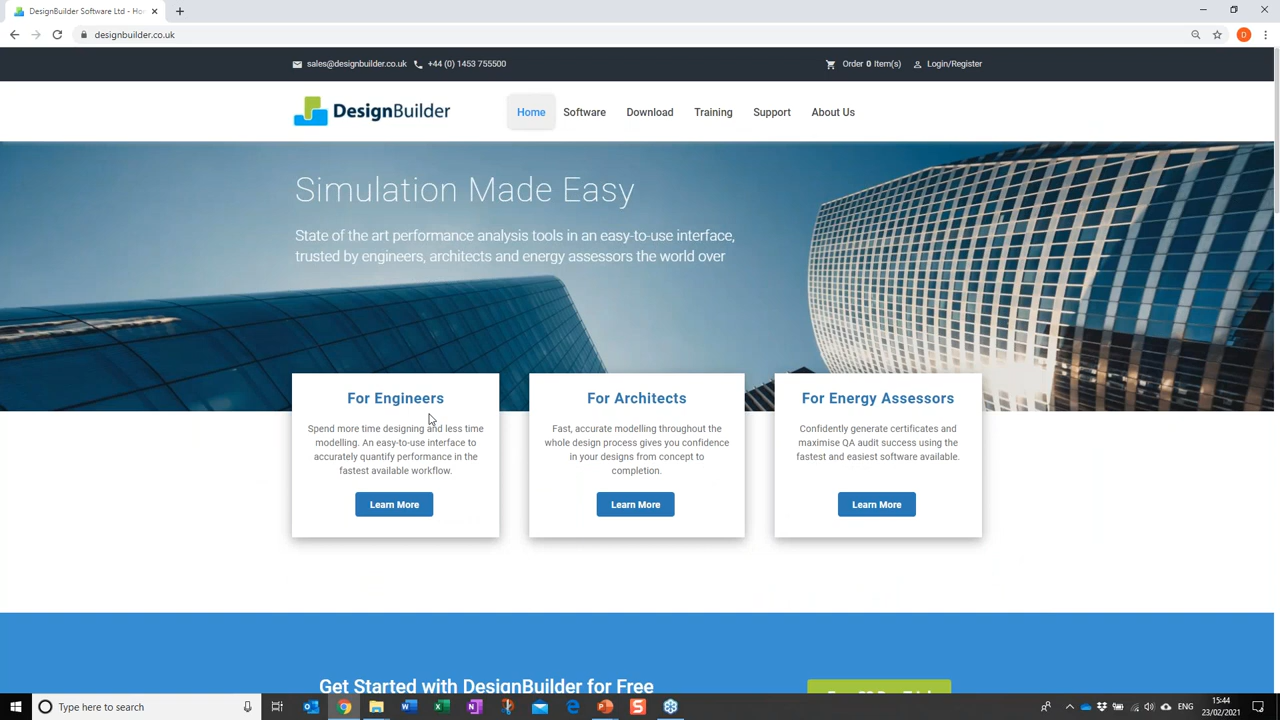 DesignBuilder Software Ltd - Ho
designbuilder.co.uk
D
sales@designbuilder.co.uk +44 (0) 1453 755500 Order 0 Item(s) Login/Register
DesignBuilder Home Software Download Training Support About Us
Simulation Made Easy
State of the art performance analysis tools in an easy-to-use interface,
trusted by engineers, architects and energy assessors the world over
For Engineers
Spend more time designing and less time
modelling. An easy-to-use interface to
accurately quantify performance in the
fastest available workflow.
Learn More
For Architects
Fast, accurate modelling throughout the
whole design process gives you confidence
in your designs from concept to
completion.
Learn More
For Energy Assessors
Confidently generate certificates and
maximise QA audit success using the
fastest and easiest software available.
Learn More
Get Started with DesignBuilder for Free
Type here to search
ENG
15:44
23/02/2021